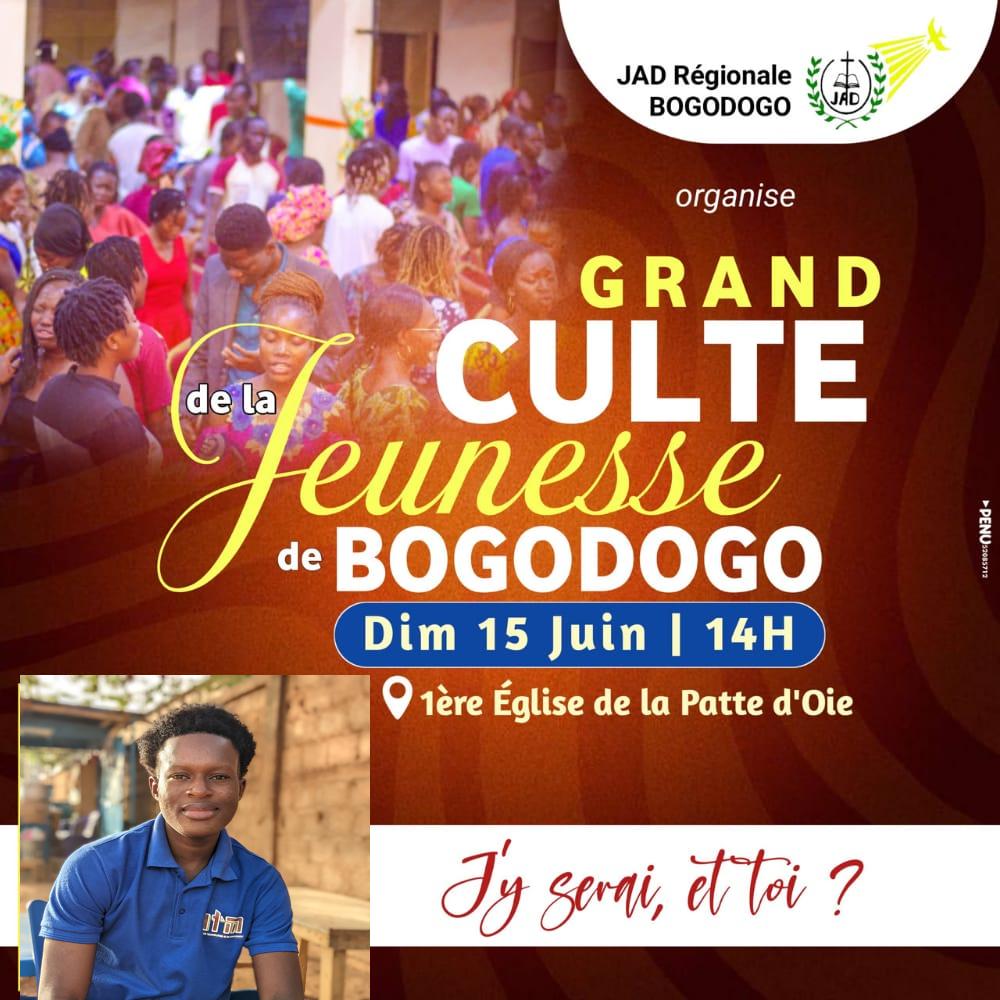 JAD Régionale
BOGODOGO
JAD
organise
GRAND
CULTE
de la
Jeunesse
de BOGODOGO
Dim 15 Juin | 14H
1ère Église de la Patte d'Oie
PENU
J'y serai, et toi ?